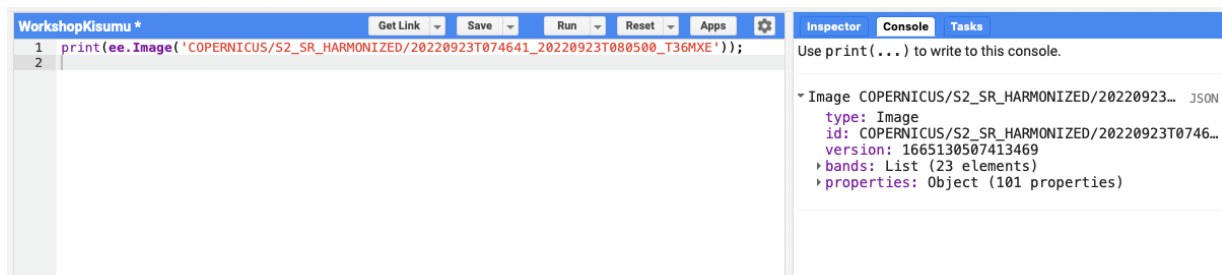 WorkshopKisumu *
Get Link
Save
Run
Reset
Apps
1 print(ee.Image('COPERNICUS/S2_SR_HARMONIZED/20220923T074641_20220923T080500_T36MXE'));
2
Inspector
Console
Tasks
Use print(...) to write to this console.
Image COPERNICUS/S2_SR_HARMONIZED/20220923… JSON
type: Image
id: COPERNICUS/S2_SR_HARMONIZED/20220923T0746…
version: 1665130507413469
bands: List (23 elements)
properties: Object (101 properties)